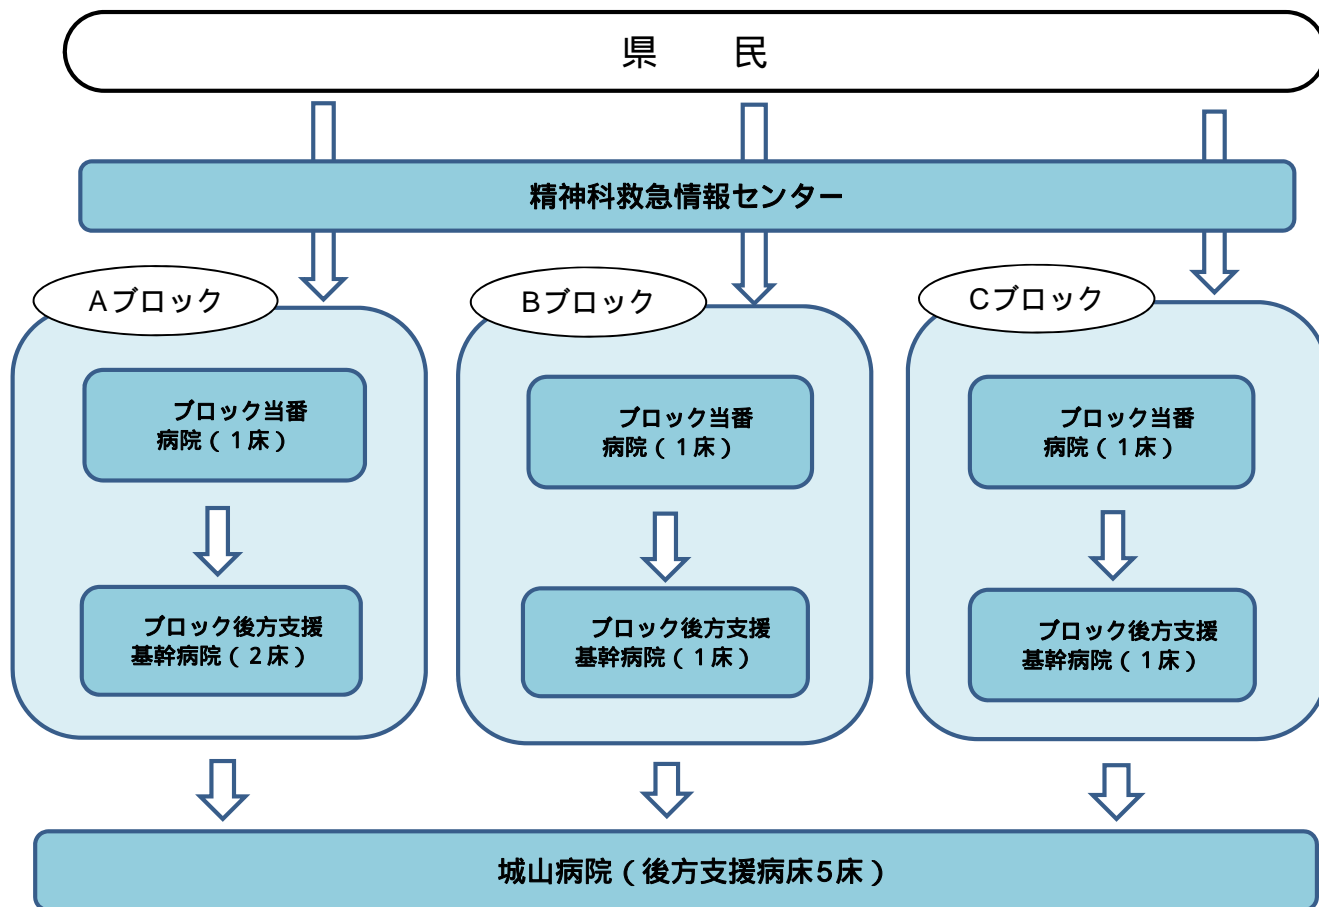 県　　民
精神科救急情報センター
Aブロック
Bブロック
Cブロック
ブロック当番
病院（１床）
ブロック当番
病院（１床）
ブロック当番
病院（１床）
ブロック後方支援
基幹病院（２床）
ブロック後方支援
基幹病院（１床）
ブロック後方支援
基幹病院（１床）
城山病院（後方支援病床5床）